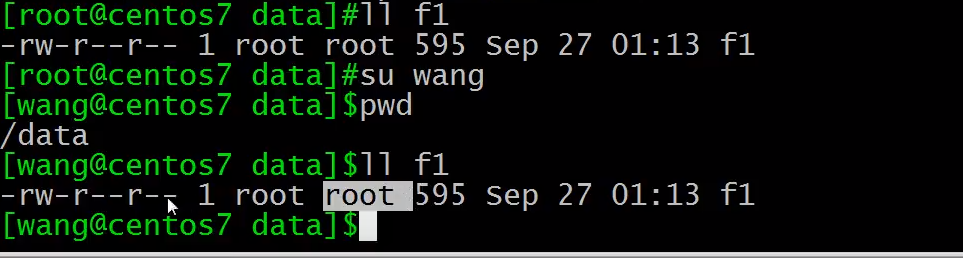 [root@centos7 data]#ll f1
-rw-r--r-- 1 root root 595 Sep 27 01:13 f1
[root@centos7 data]#su wang
[wang@centos7 data]$pwd
/data
[wang@centos7 data]$ll f1
-rw-r--r-- 1 root root 595 Sep 27 01:13 f1
[wang@centos7 data]$